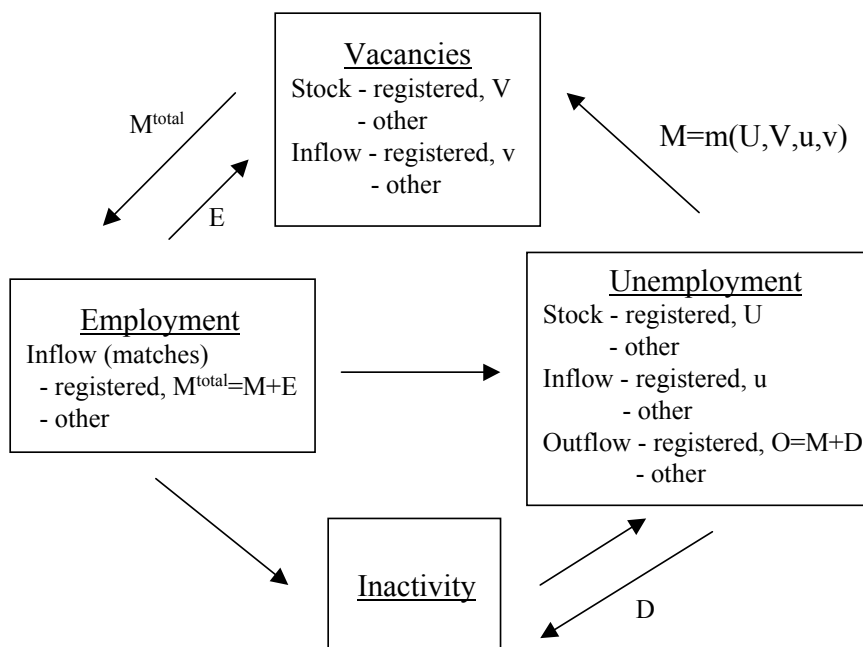 Vacancies
Stock - registered, V
- other
Inflow - registered, v
- other
M^total
E
M=m(U,V,u,v)
Employment
Inflow (matches)
- registered, M^total=M+E
- other
Unemployment
Stock - registered, U
- other
Inflow - registered, u
- other
Outflow - registered, O=M+D
- other
Inactivity
D